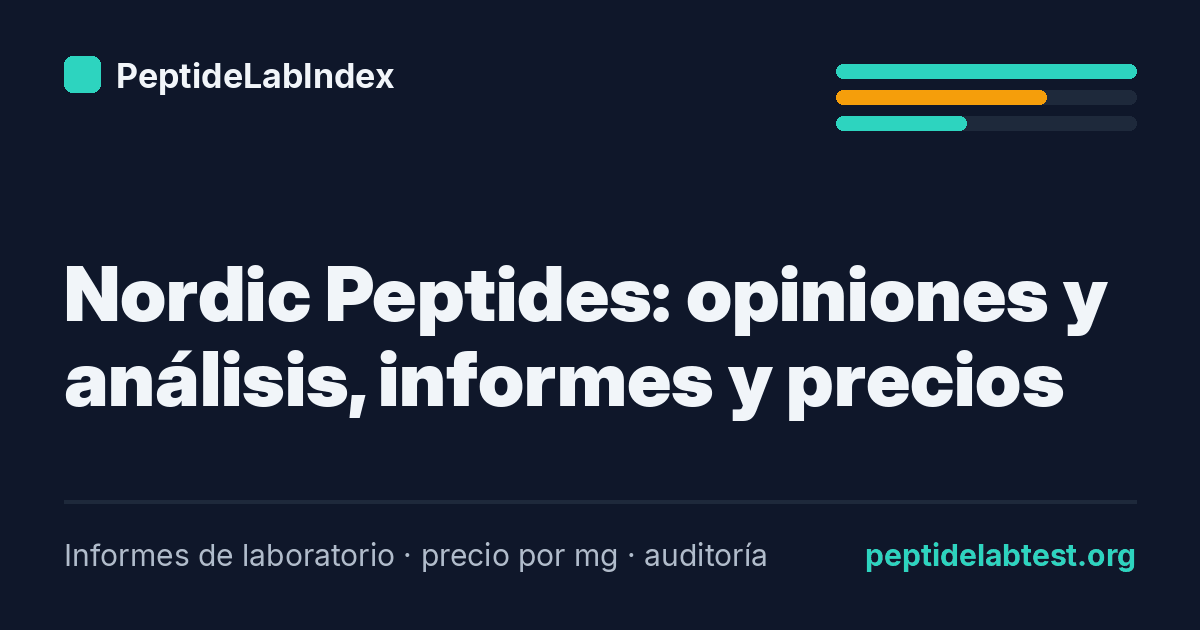 PeptideLabIndex
Nordic Peptides: opiniones y
análisis, informes y precios
Informes de laboratorio · precio por mg · auditoría
peptidelabtest.org